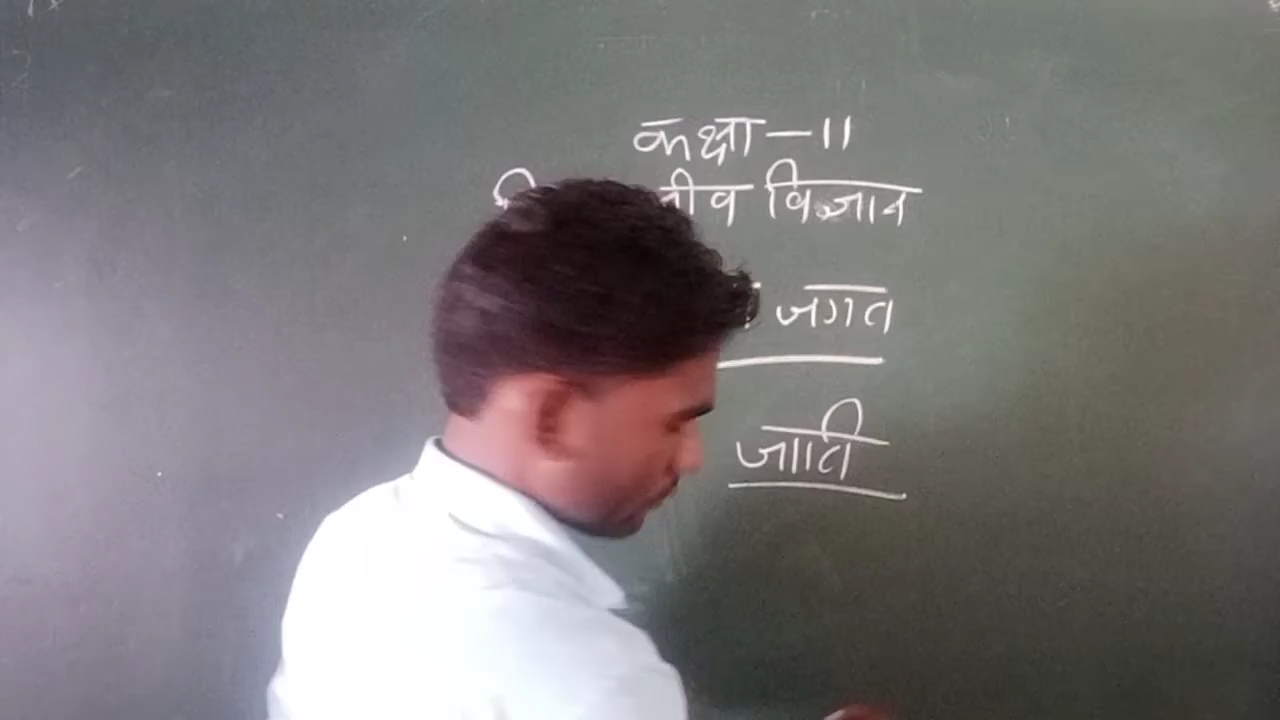 कक्षा - 11
जीव विज्ञान
जगत
जाति